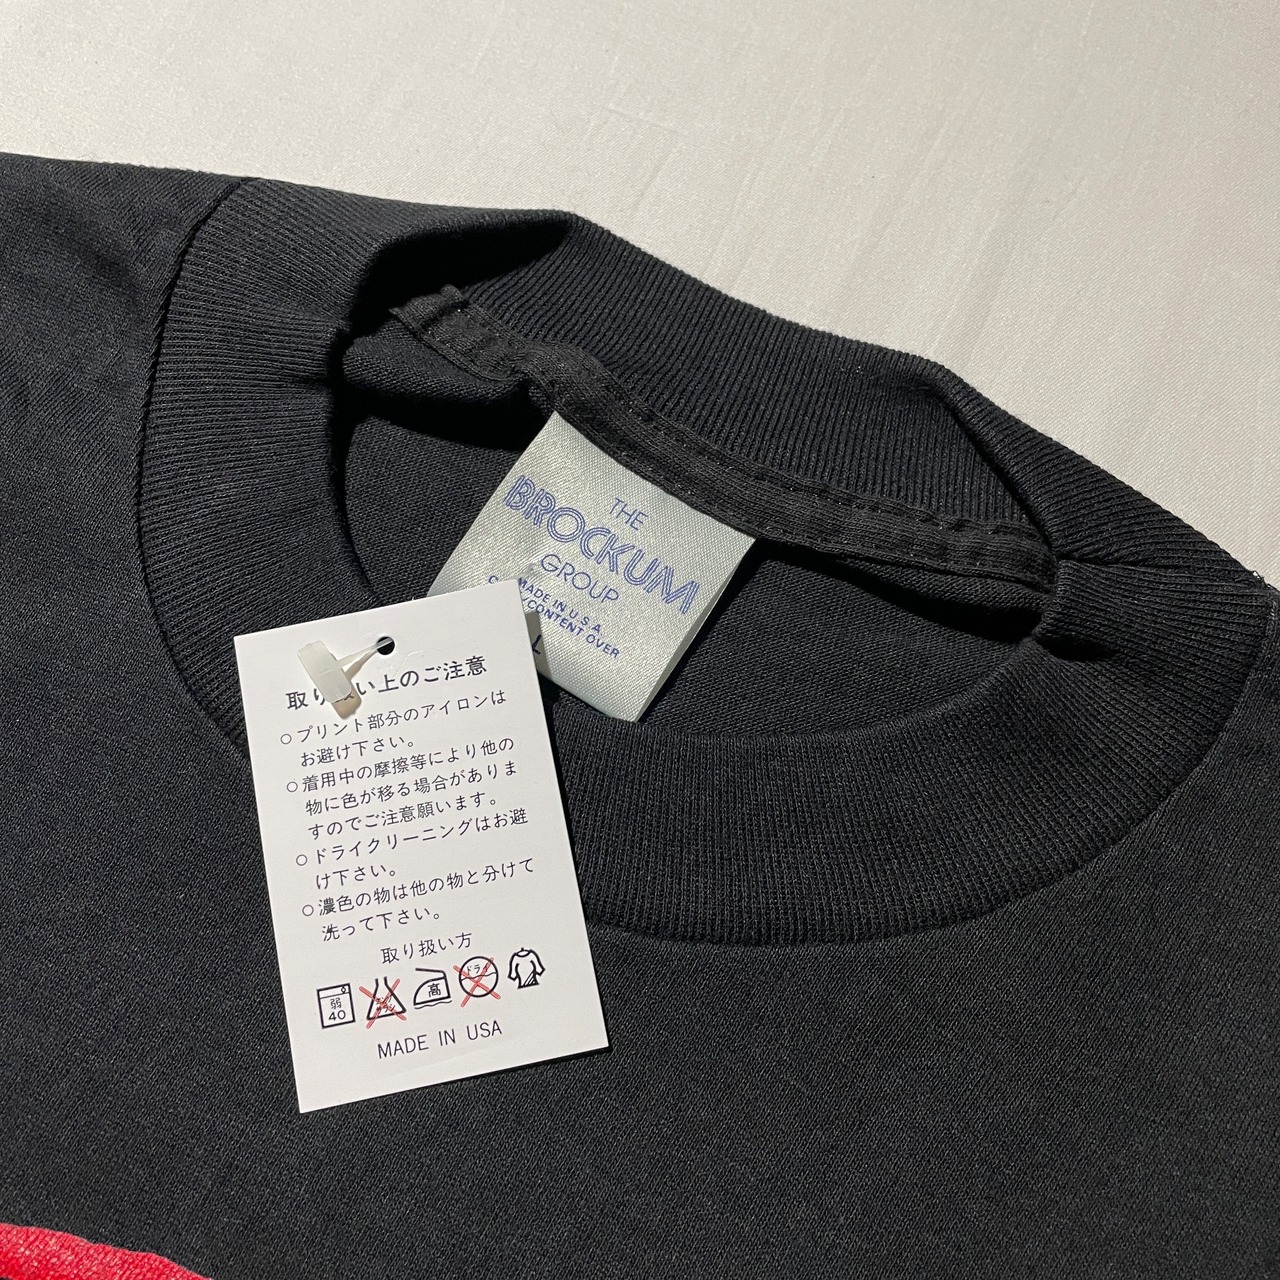 THE
BROCKUM
GROUP
MADE IN U.S.A
/CONTENT OVER
L
取り い上のご注意
○プリント部分のアイロンは
お避け下さい。
○着用中の摩擦等により他の
物に色が移る場合がありま
すのでご注意願います。
○ドライクリーニングはお避
け下さい。
○濃色の物は他の物と分けて
洗って下さい。
取り扱い方
弱
40
高
ドライ
MADE IN USA